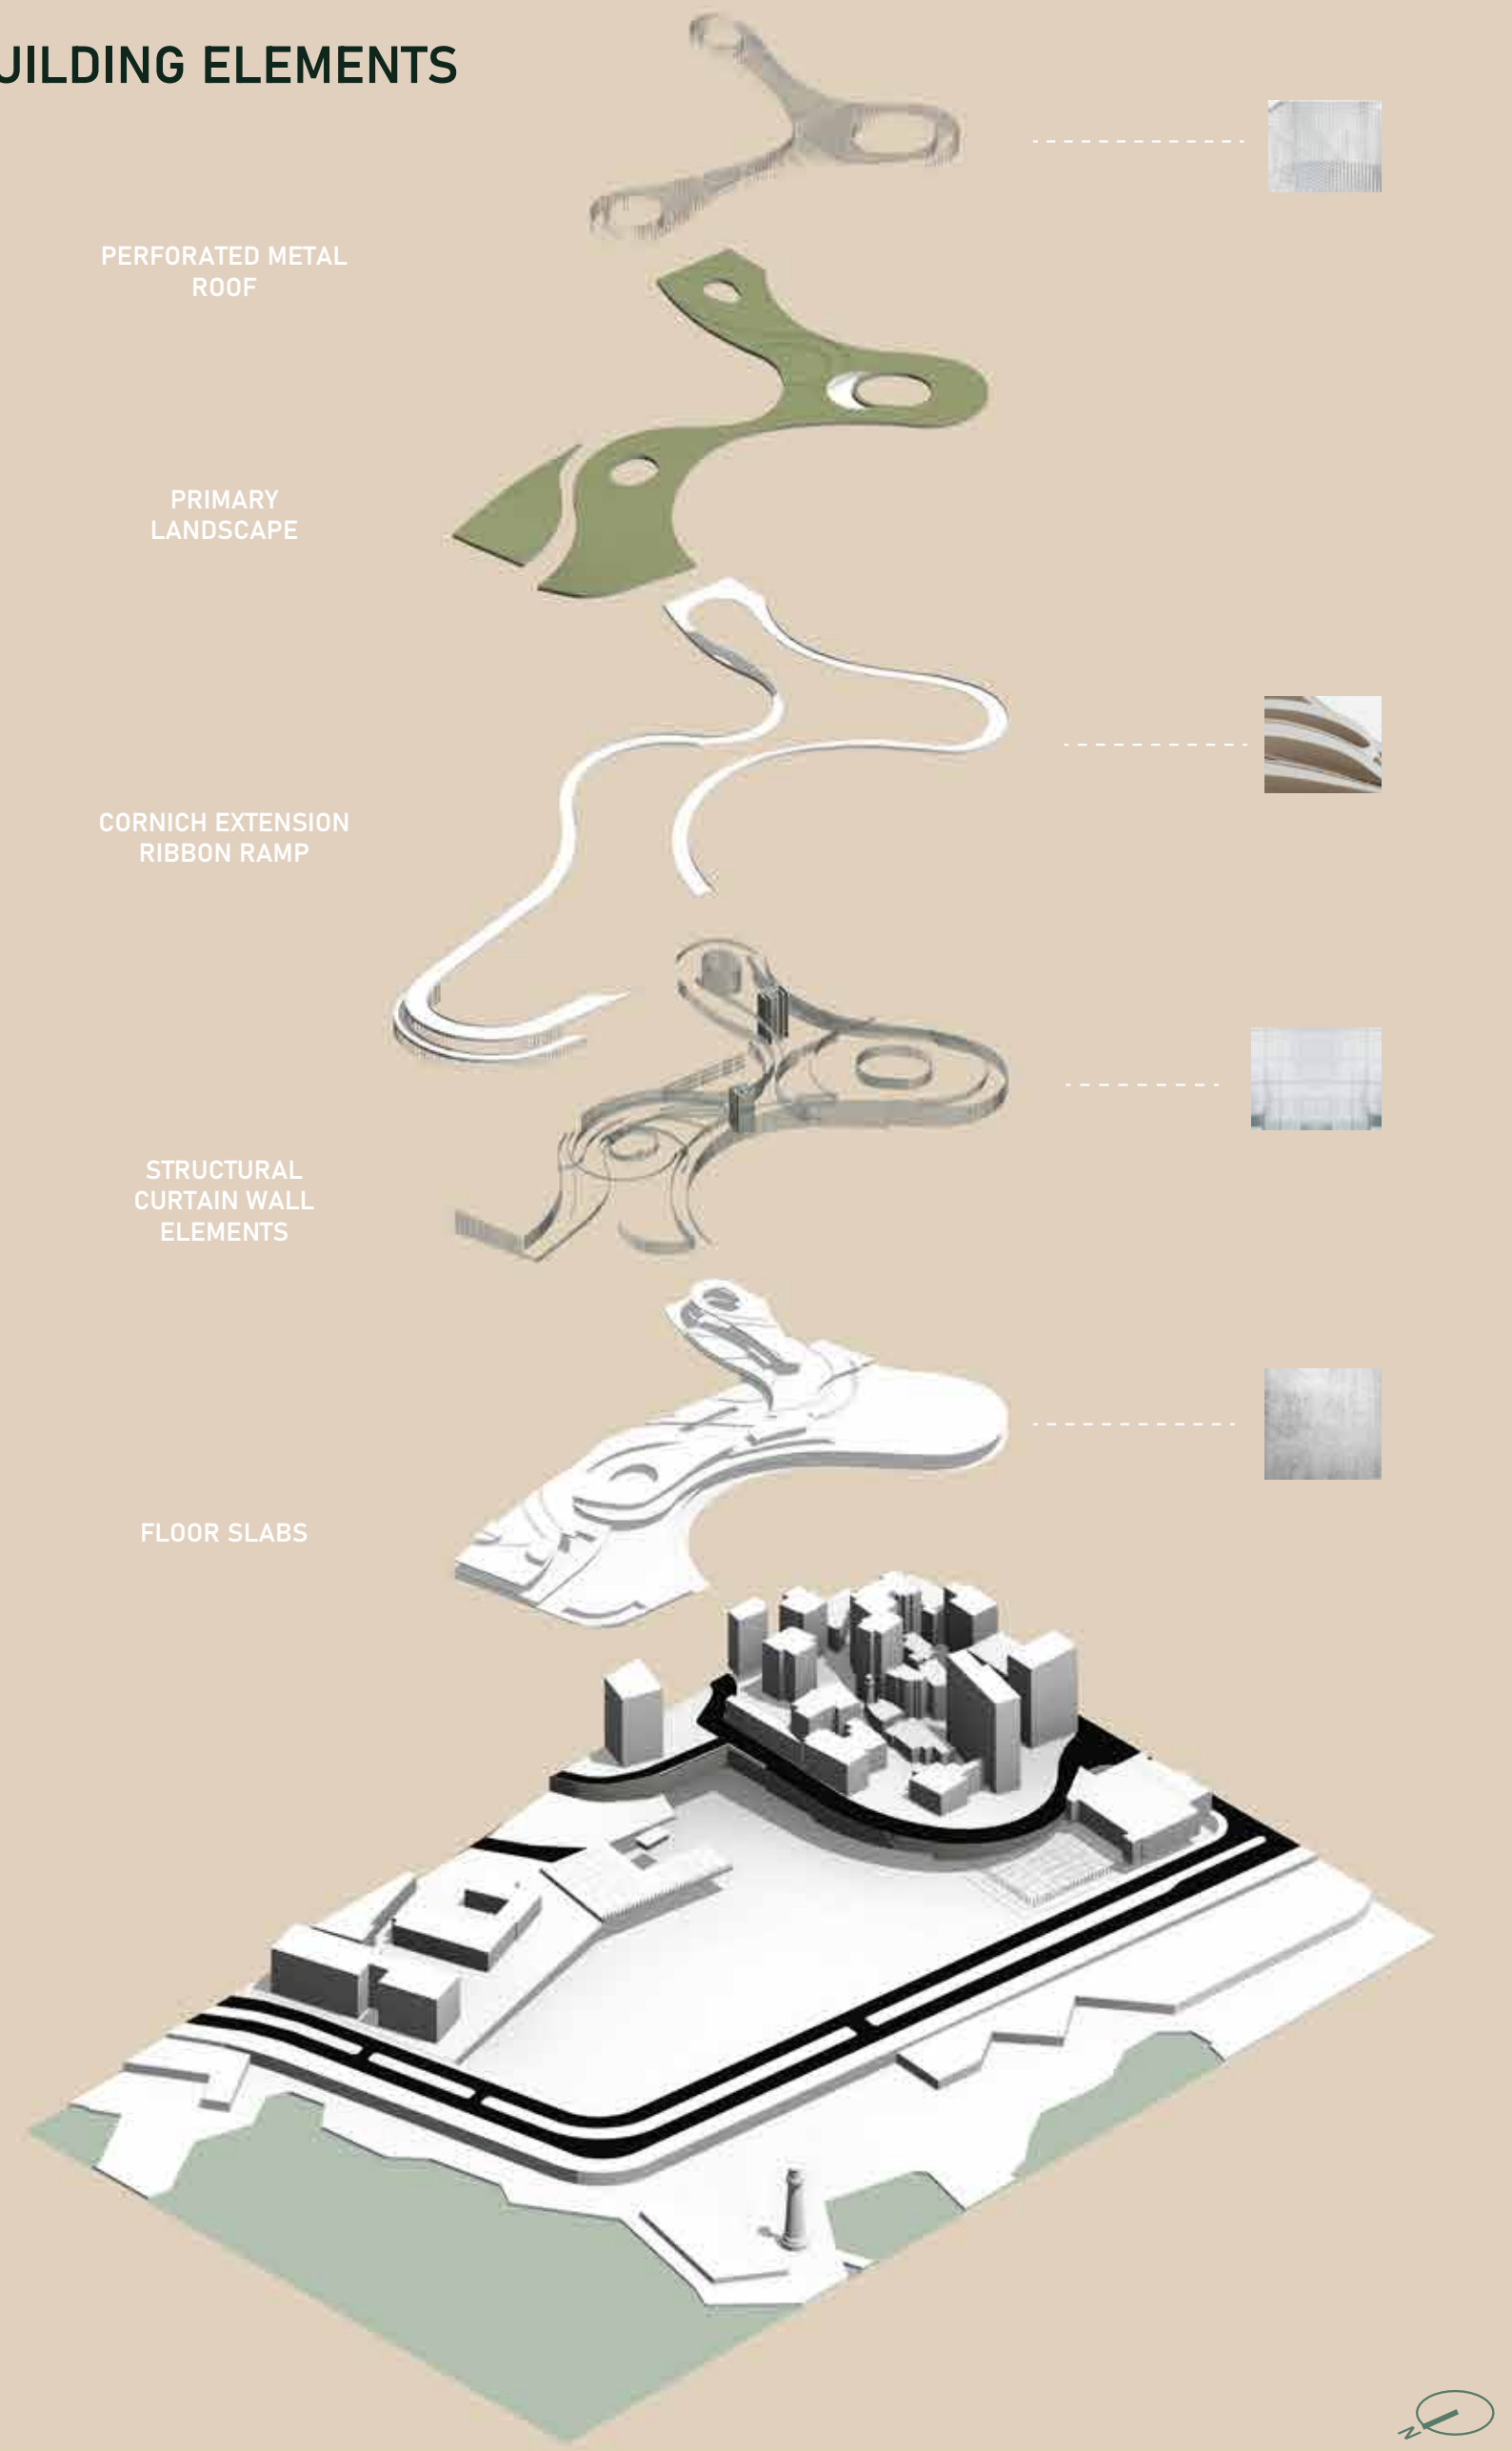 UILDING ELEMENTS
PERFORATED METAL
ROOF
PRIMARY
LANDSCAPE
CORNICH EXTENSION
RIBBON RAMP
STRUCTURAL
CURTAIN WALL
ELEMENTS
FLOOR SLABS
N